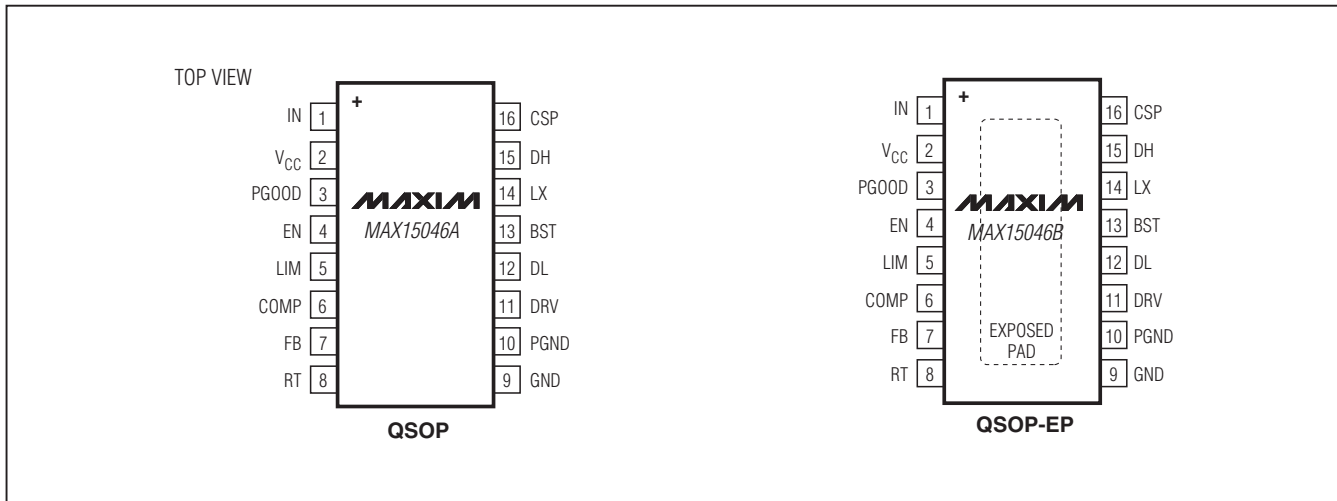 TOP VIEW
+
IN 1
VCC 2
PGOOD 3
EN 4
LIM 5
COMP 6
FB 7
RT 8
16 CSP
15 DH
14 LX
13 BST
12 DL
11 DRV
10 PGND
9 GND
MAXIM
MAX15046A
QSOP
+
IN 1
VCC 2
PGOOD 3
EN 4
LIM 5
COMP 6
FB 7
RT 8
16 CSP
15 DH
14 LX
13 BST
12 DL
11 DRV
10 PGND
9 GND
MAXIM
MAX15046B
EXPOSED
PAD
QSOP-EP